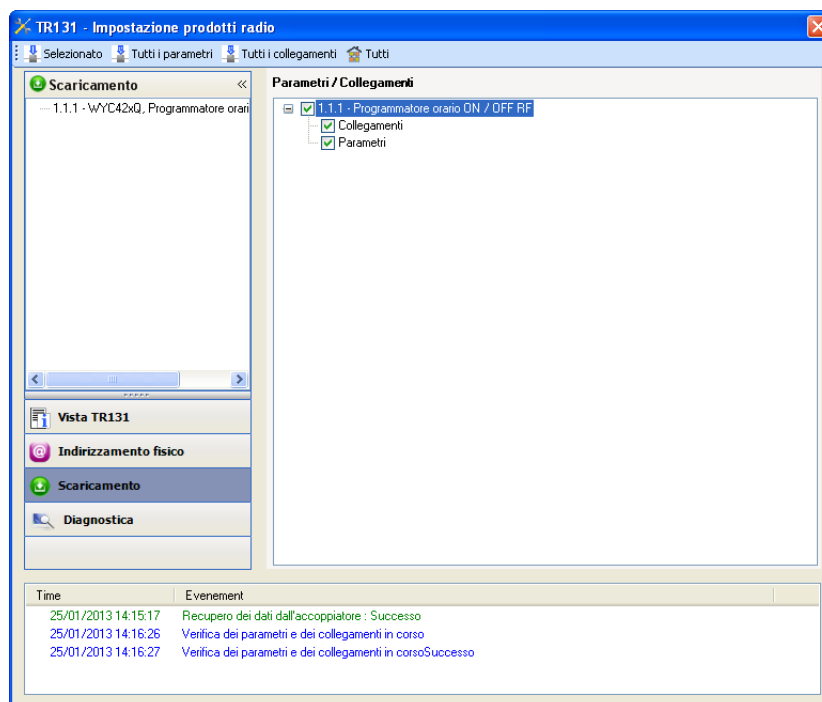 TR131 - Impostazione prodotti radio
Selezionato Tutti i parametri Tutti i collegamenti Tutti
Scaricamento «
1.1.1 - WYC42xQ, Programmatore orari
Parametri / Collegamenti
1.1.1 - Programmatore orario ON / OFF RF
Collegamenti
Parametri
Vista TR131
Indirizzamento fisico
Scaricamento
Diagnostica
Time Evenement
25/01/2013 14:15:17 Recupero dei dati dall'accoppiatore : Successo
25/01/2013 14:16:26 Verifica dei parametri e dei collegamenti in corso
25/01/2013 14:16:27 Verifica dei parametri e dei collegamenti in corsoSuccesso